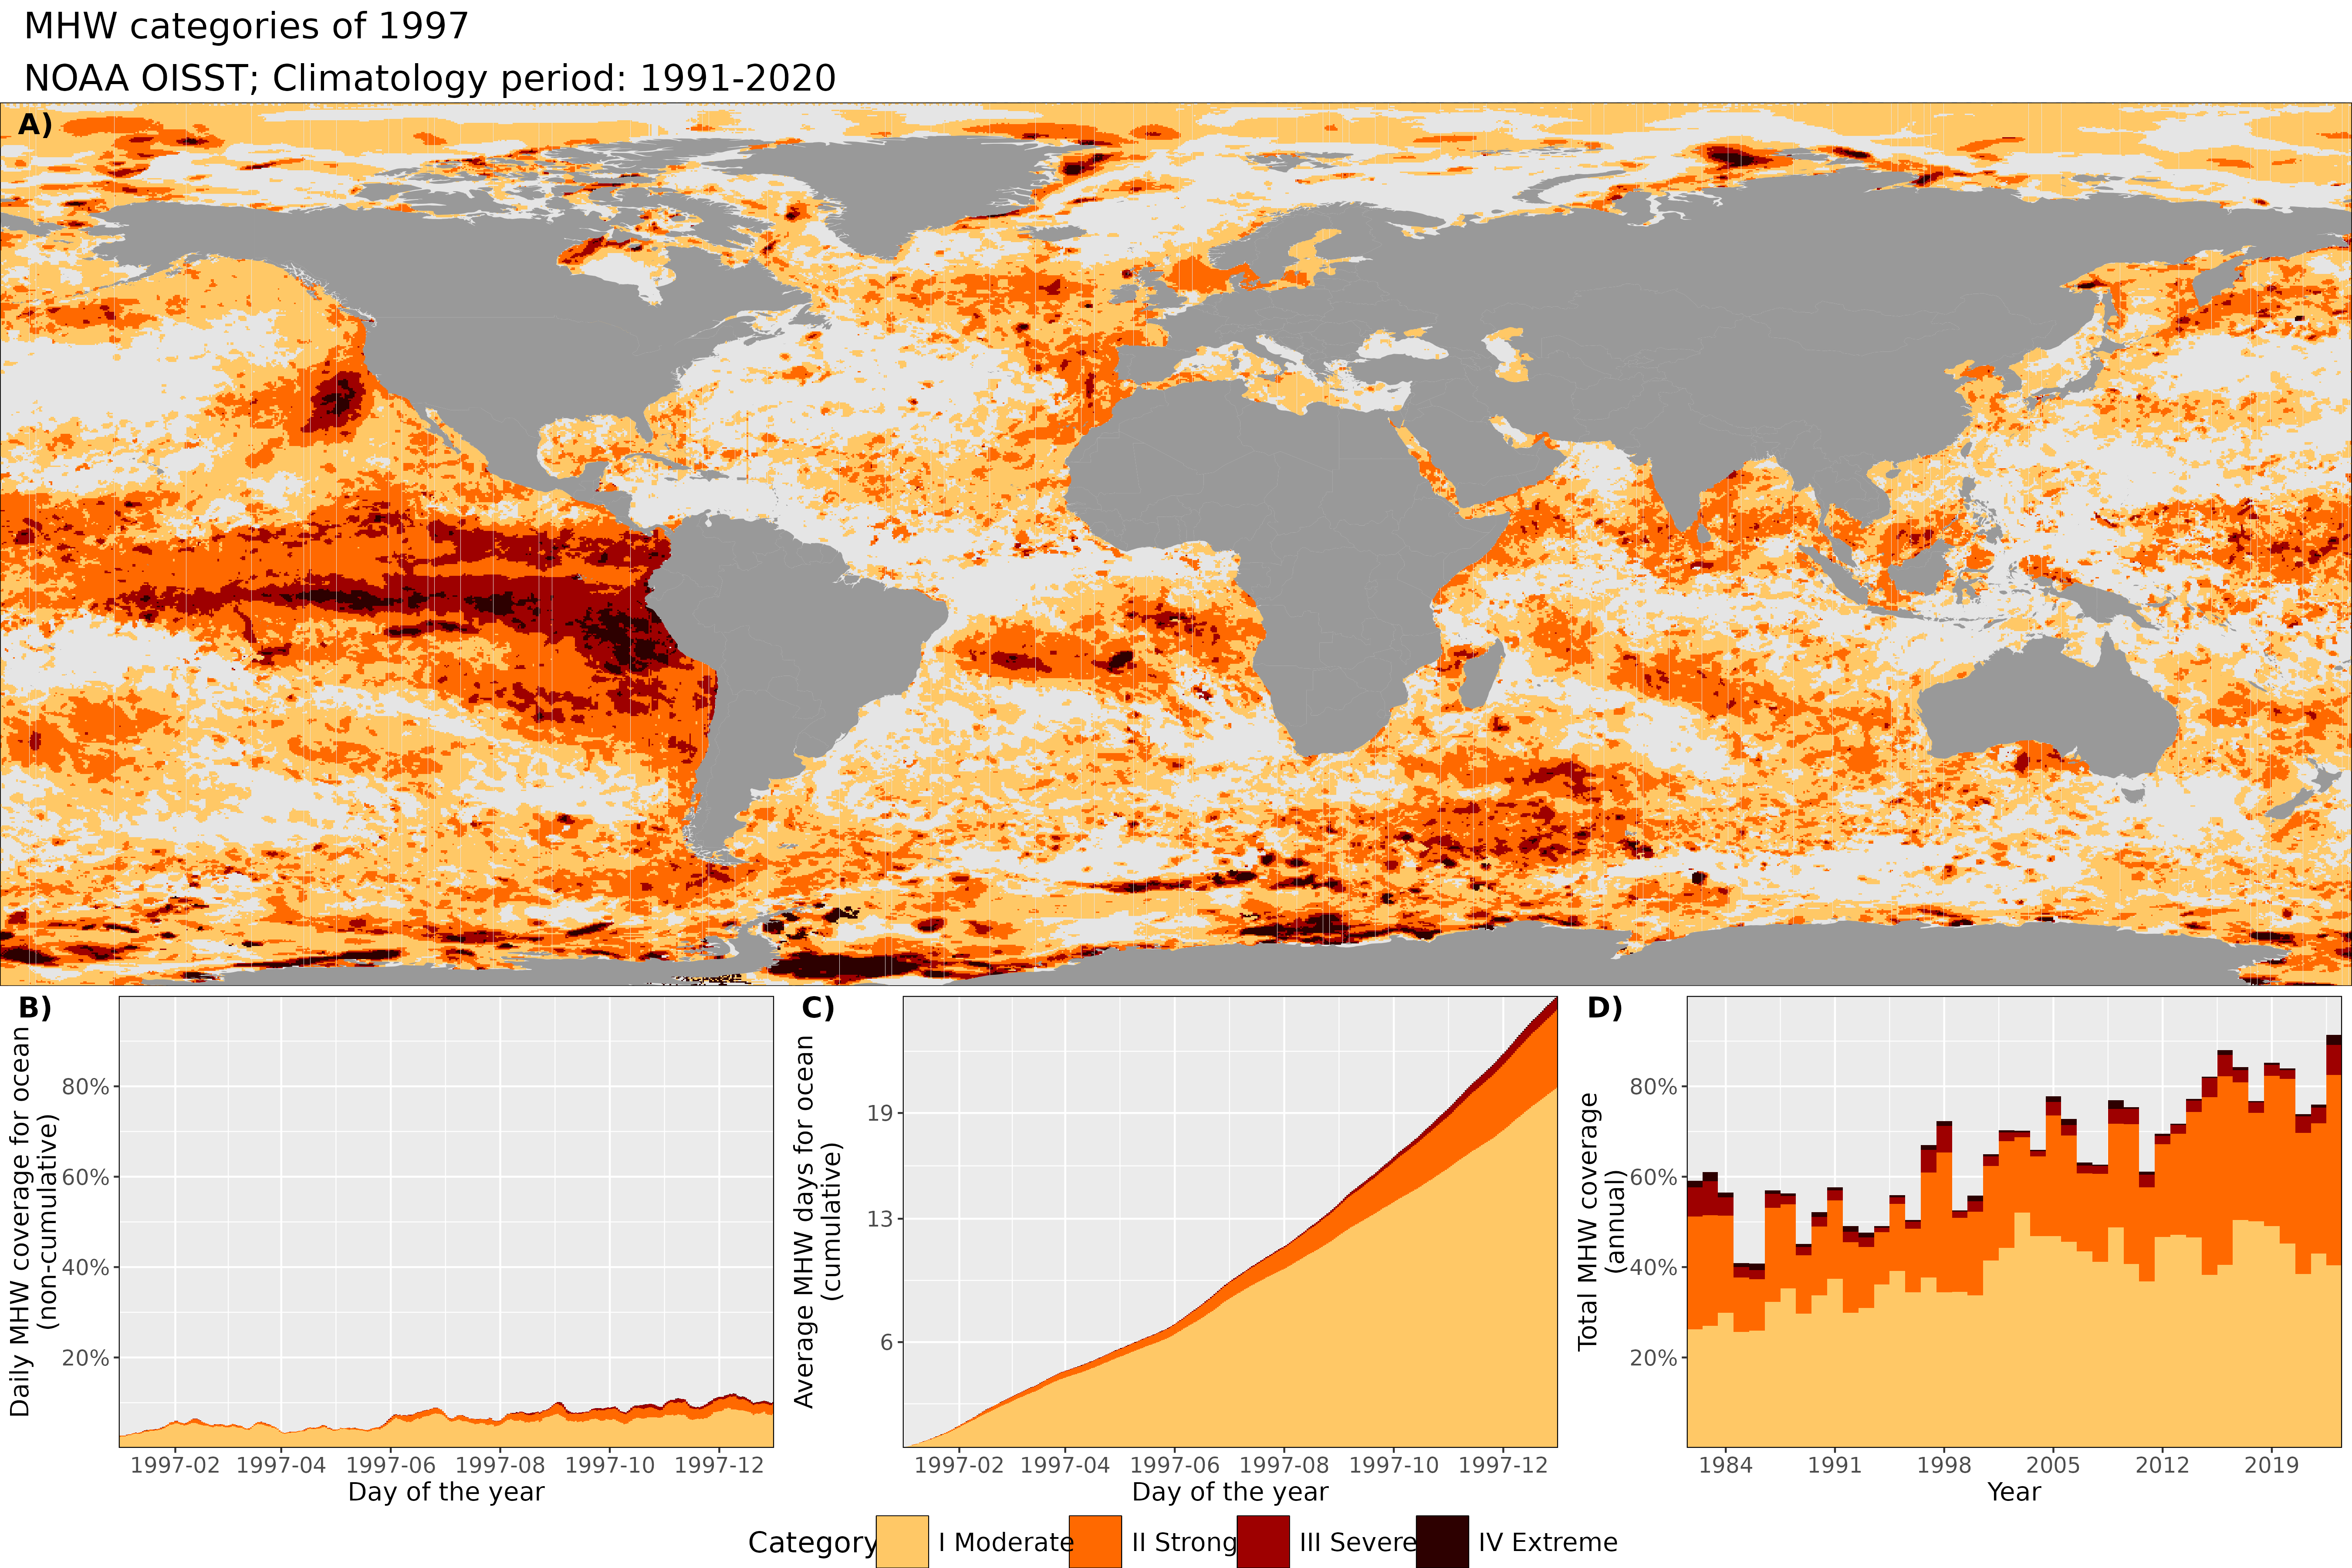 MHW categories of 1997
NOAA OISST; Climatology period: 1991-2020
A)
B)
Daily MHW coverage for ocean
(non-cumulative)
80%
60%
40%
20%
1997-02 1997-04 1997-06 1997-08 1997-10 1997-12
Day of the year
C)
Average MHW days for ocean
(cumulative)
19
13
6
1997-02 1997-04 1997-06 1997-08 1997-10 1997-12
Day of the year
D)
Total MHW coverage
(annual)
80%
60%
40%
20%
1984 1991 1998 2005 2012 2019
Year
Category I Moderate II Strong III Severe IV Extreme